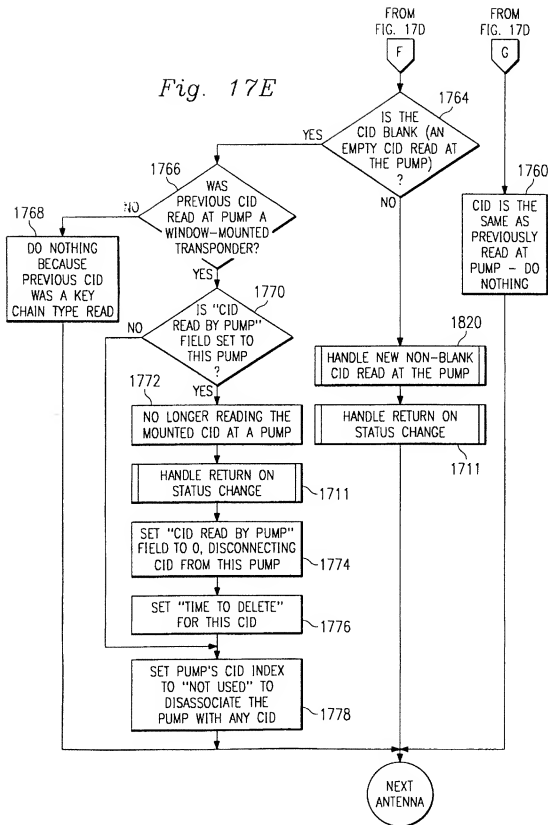 FROM
FIG. 17D
F
FROM
FIG. 17D
G
Fig. 17E
1764
IS THE
CID BLANK (AN
EMPTY CID READ AT
THE PUMP)
?
YES
NO
1766
WAS
PREVIOUS CID
READ AT PUMP A
WINDOW-MOUNTED
TRANSPONDER?
NO
YES
1760
CID IS THE
SAME AS
PREVIOUSLY
READ AT
PUMP - DO
NOTHING
1768
DO NOTHING
BECAUSE
PREVIOUS CID
WAS A KEY
CHAIN TYPE READ
1770
IS "CID
READ BY PUMP"
FIELD SET TO
THIS PUMP
?
NO
YES
1820
HANDLE NEW NON-BLANK
CID READ AT THE PUMP
1772
NO LONGER READING THE
MOUNTED CID AT A PUMP
HANDLE RETURN ON
STATUS CHANGE
1711
HANDLE RETURN ON
STATUS CHANGE
1711
SET "CID READ BY PUMP"
FIELD TO 0, DISCONNECTING
CID FROM THIS PUMP
1774
SET "TIME TO DELETE"
FOR THIS CID
1776
SET PUMP'S CID INDEX
TO "NOT USED" TO
DISASSOCIATE THE
PUMP WITH ANY CID
1778
NEXT
ANTENNA